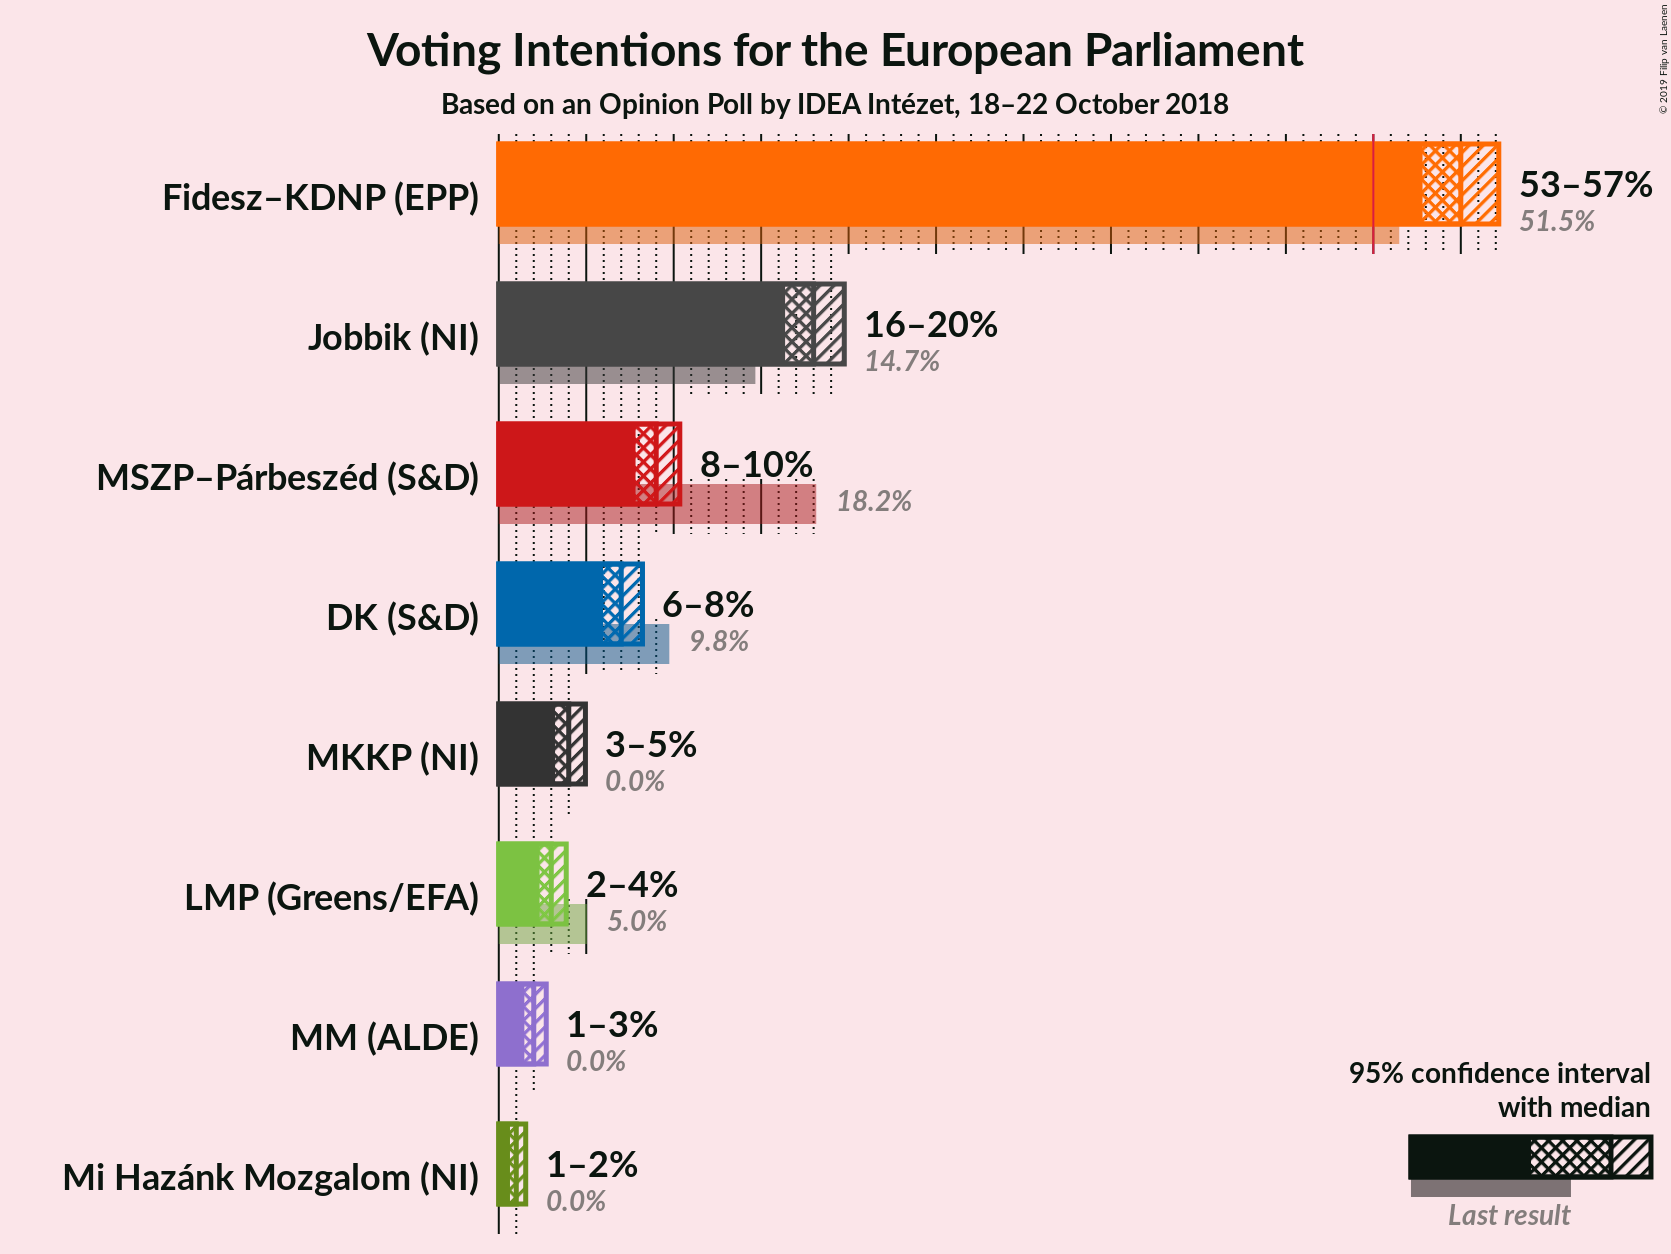 Voting Intentions for the European Parliament
Based on an Opinion Poll by IDEA Intézet, 18–22 October 2018
© 2019 Filip van Laenen
Fidesz–KDNP (EPP)
53–57%
51.5%
Jobbik (NI)
16–20%
14.7%
MSZP–Párbeszéd (S&D)
8–10%
18.2%
DK (S&D)
6–8%
9.8%
MKKP (NI)
3–5%
0.0%
LMP (Greens/EFA)
2–4%
5.0%
MM (ALDE)
1–3%
0.0%
Mi Hazánk Mozgalom (NI)
1–2%
0.0%
95% confidence interval
with median
Last result